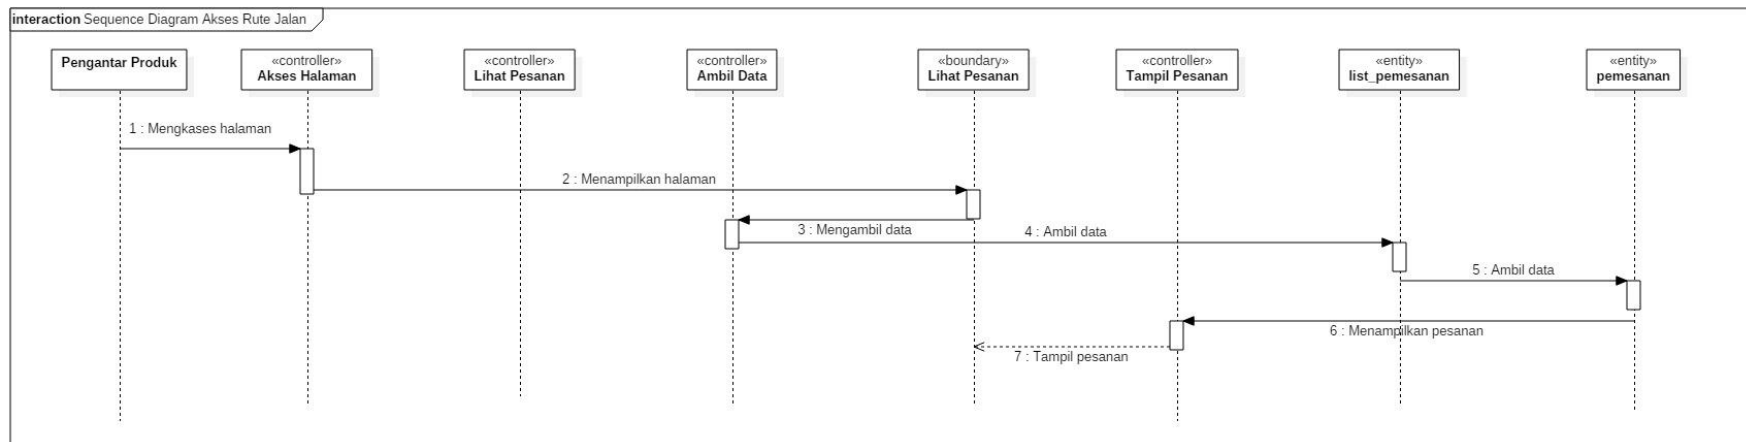 interaction Sequence Diagram Akses Rute Jalan
Pengantar Produk
«controller»
Akses Halaman
«controller»
Lihat Pesanan
«controller»
Ambil Data
«boundary»
Lihat Pesanan
«controller»
Tampil Pesanan
«entity»
list_pemesanan
«entity»
pemesanan
1 : Mengkases halaman
2 : Menampilkan halaman
3 : Mengambil data
4 : Ambil data
5 : Ambil data
6 : Menampilkan pesanan
7 : Tampil pesanan